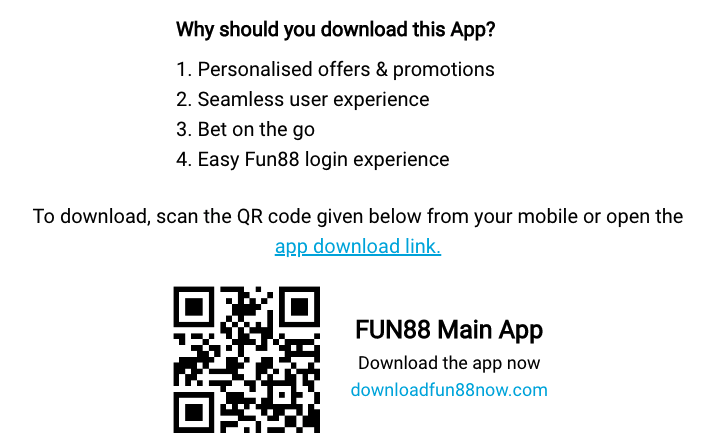 Why should you download this App?
1. Personalised offers & promotions
2. Seamless user experience
3. Bet on the go
4. Easy Fun88 login experience
To download, scan the QR code given below from your mobile or open the
app download link.
FUN88 Main App
Download the app now
downloadfun88now.com